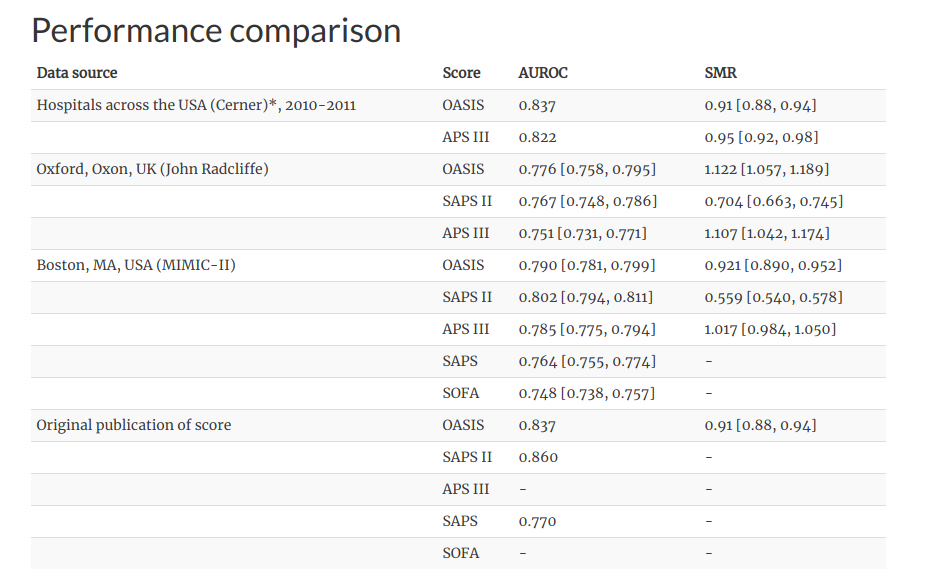 Performance comparison
Data source Score AUROC SMR
Hospitals across the USA (Cerner)*, 2010-2011 OASIS 0.837 0.91 [0.88, 0.94]
APS III 0.822 0.95 [0.92, 0.98]
Oxford, Oxon, UK (John Radcliffe) OASIS 0.776 [0.758, 0.795] 1.122 [1.057, 1.189]
SAPS II 0.767 [0.748, 0.786] 0.704 [0.663, 0.745]
APS III 0.751 [0.731, 0.771] 1.107 [1.042, 1.174]
Boston, MA, USA (MIMIC-II) OASIS 0.790 [0.781, 0.799] 0.921 [0.890, 0.952]
SAPS II 0.802 [0.794, 0.811] 0.559 [0.540, 0.578]
APS III 0.785 [0.775, 0.794] 1.017 [0.984, 1.050]
SAPS 0.764 [0.755, 0.774] -
SOFA 0.748 [0.738, 0.757] -
Original publication of score OASIS 0.837 0.91 [0.88, 0.94]
SAPS II 0.860 -
APS III - -
SAPS 0.770 -
SOFA - -